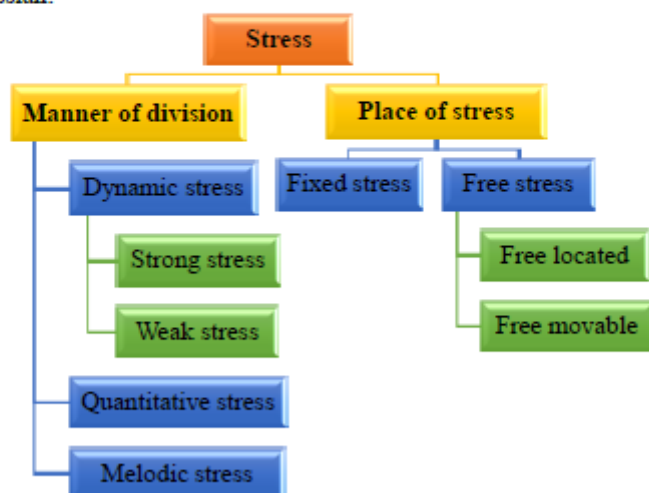 Stress
Manner of division
Place of stress
Dynamic stress
Fixed stress
Free stress
Strong stress
Free located
Weak stress
Free movable
Quantitative stress
Melodic stress